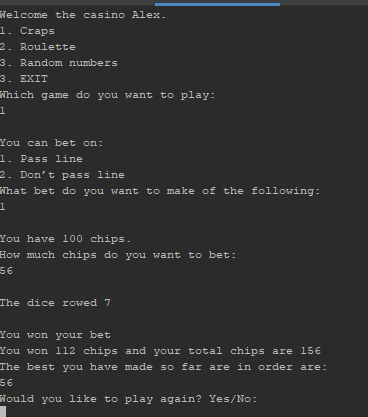 Welcome the casino Alex.
1. Craps
2. Roulette
3. Random numbers
3. EXIT
Which game do you want to play:
1
You can bet on:
1. Pass line
2. Don't pass line
What bet do you want to make of the following:
1
You have 100 chips.
How much chips do you want to bet:
56
The dice rowed 7
You won your bet
You won 112 chips and your total chips are 156
The best you have made so far are in order are:
56
Would you like to play again? Yes/No: